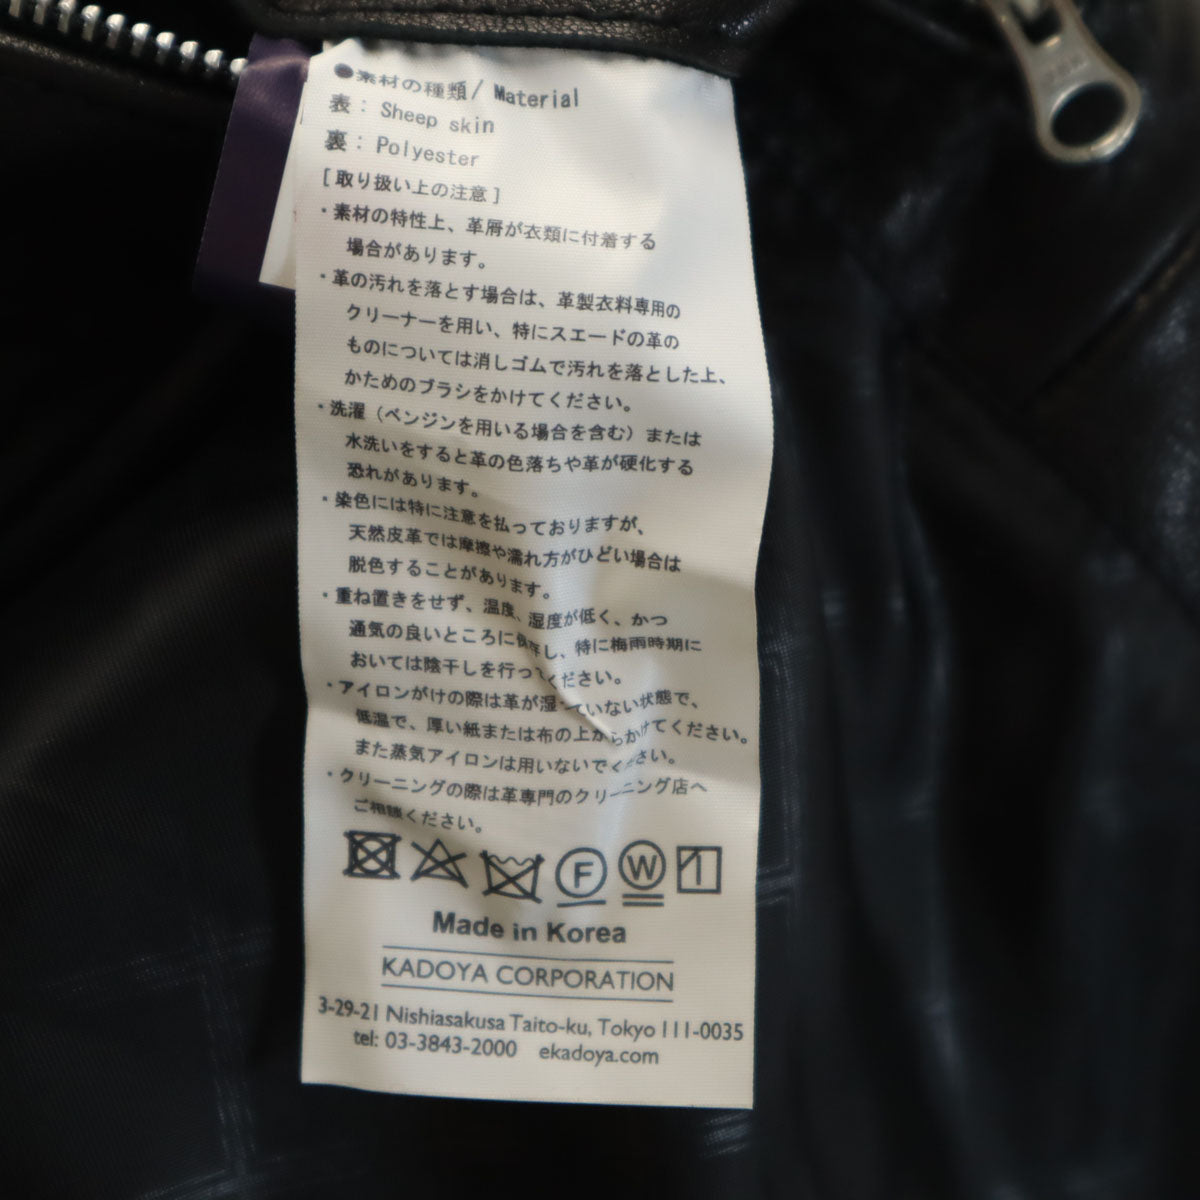 ●素材の種類/ Material
表： Sheep skin
裏： Polyester
[ 取り扱い上の注意 ]
・素材の特性上、革屑が衣類に付着する
場合があります。
・革の汚れを落とす場合は、革製衣料専用の
クリーナーを用い、特にスエードの革の
ものについては消しゴムで汚れを落とした上、
かためのブラシをかけてください。
・洗濯（ベンジンを用いる場合を含む）または
水洗いをすると革の色落ちや革が硬化する
恐れがあります。
・染色には特に注意を払っておりますが、
天然皮革では摩擦や濡れ方がひどい場合は
脱色することがあります。
・重ね置きをせず、温度、湿度が低く、かつ
通気の良いところに保存し、特に梅雨時期に
おいては陰干しを行ってください。
・アイロンがけの際は革が湿っていない状態で、
低温で、厚い紙または布の上からかけてください。
また蒸気アイロンは用いないでください。
・クリーニングの際は革専門のクリーニング店へ
ご相談ください。
F W
Made in Korea
KADOYA CORPORATION
3-29-21 Nishiasakusa Taito-ku, Tokyo 111-0035
tel: 03-3843-2000 ekadoya.com